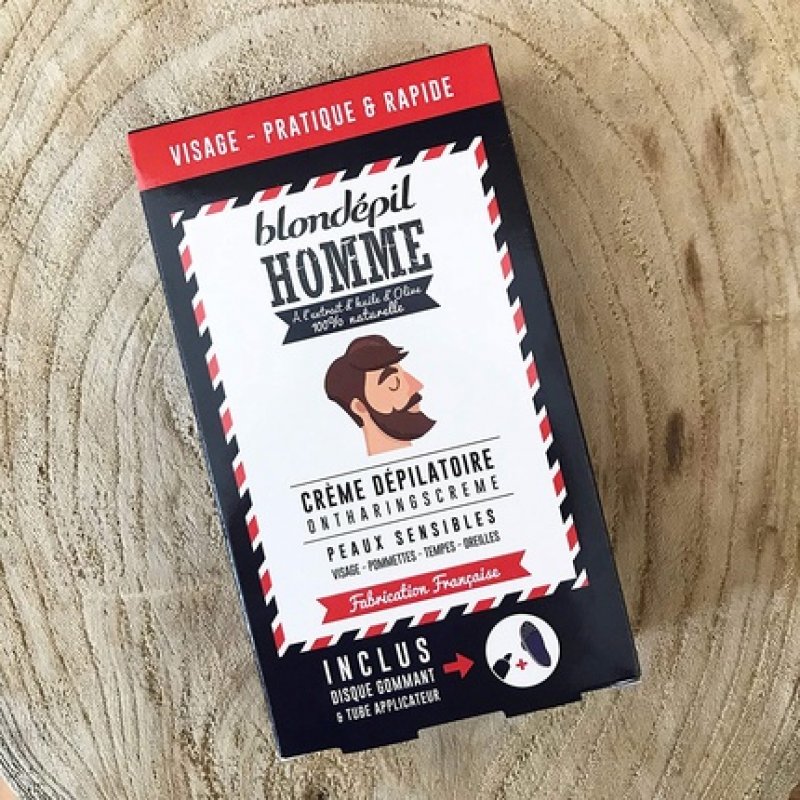 VISAGE - PRATIQUE & RAPIDE
blondépil
HOMME
A l'extrait d'huile d'Olive
100% naturelle
CRÈME DÉPILATOIRE
ONTHARINGSCREME
PEAUX SENSIBLES
VISAGE - POMMETTES - TEMPES - OREILLES
Fabrication Française
INCLUS
DISQUE GOMMANT
& TUBE APPLICATEUR